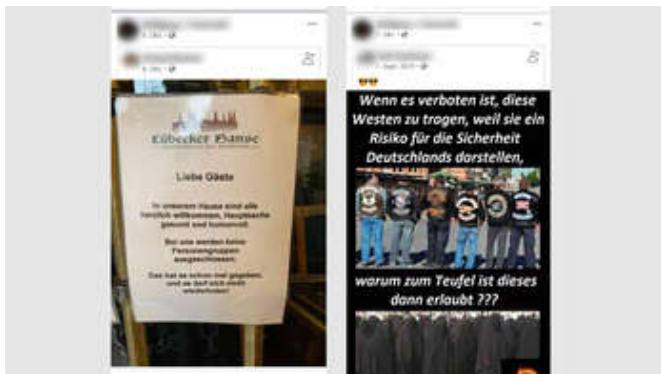 Lübecker Hanse
Liebe Gäste
In unserem Hause sind alle
herzlich willkommen, Hauptsache
gesund und humorvoll.
Bei uns werden keine
Personengruppen
ausgeschlossen.
Das hat es schon mal gegeben,
und es darf sich nicht
wiederholen!
Wenn es verboten ist, diese
Westen zu tragen, weil sie ein
Risiko für die Sicherheit
Deutschlands darstellen,
warum zum Teufel ist dieses
dann erlaubt ???